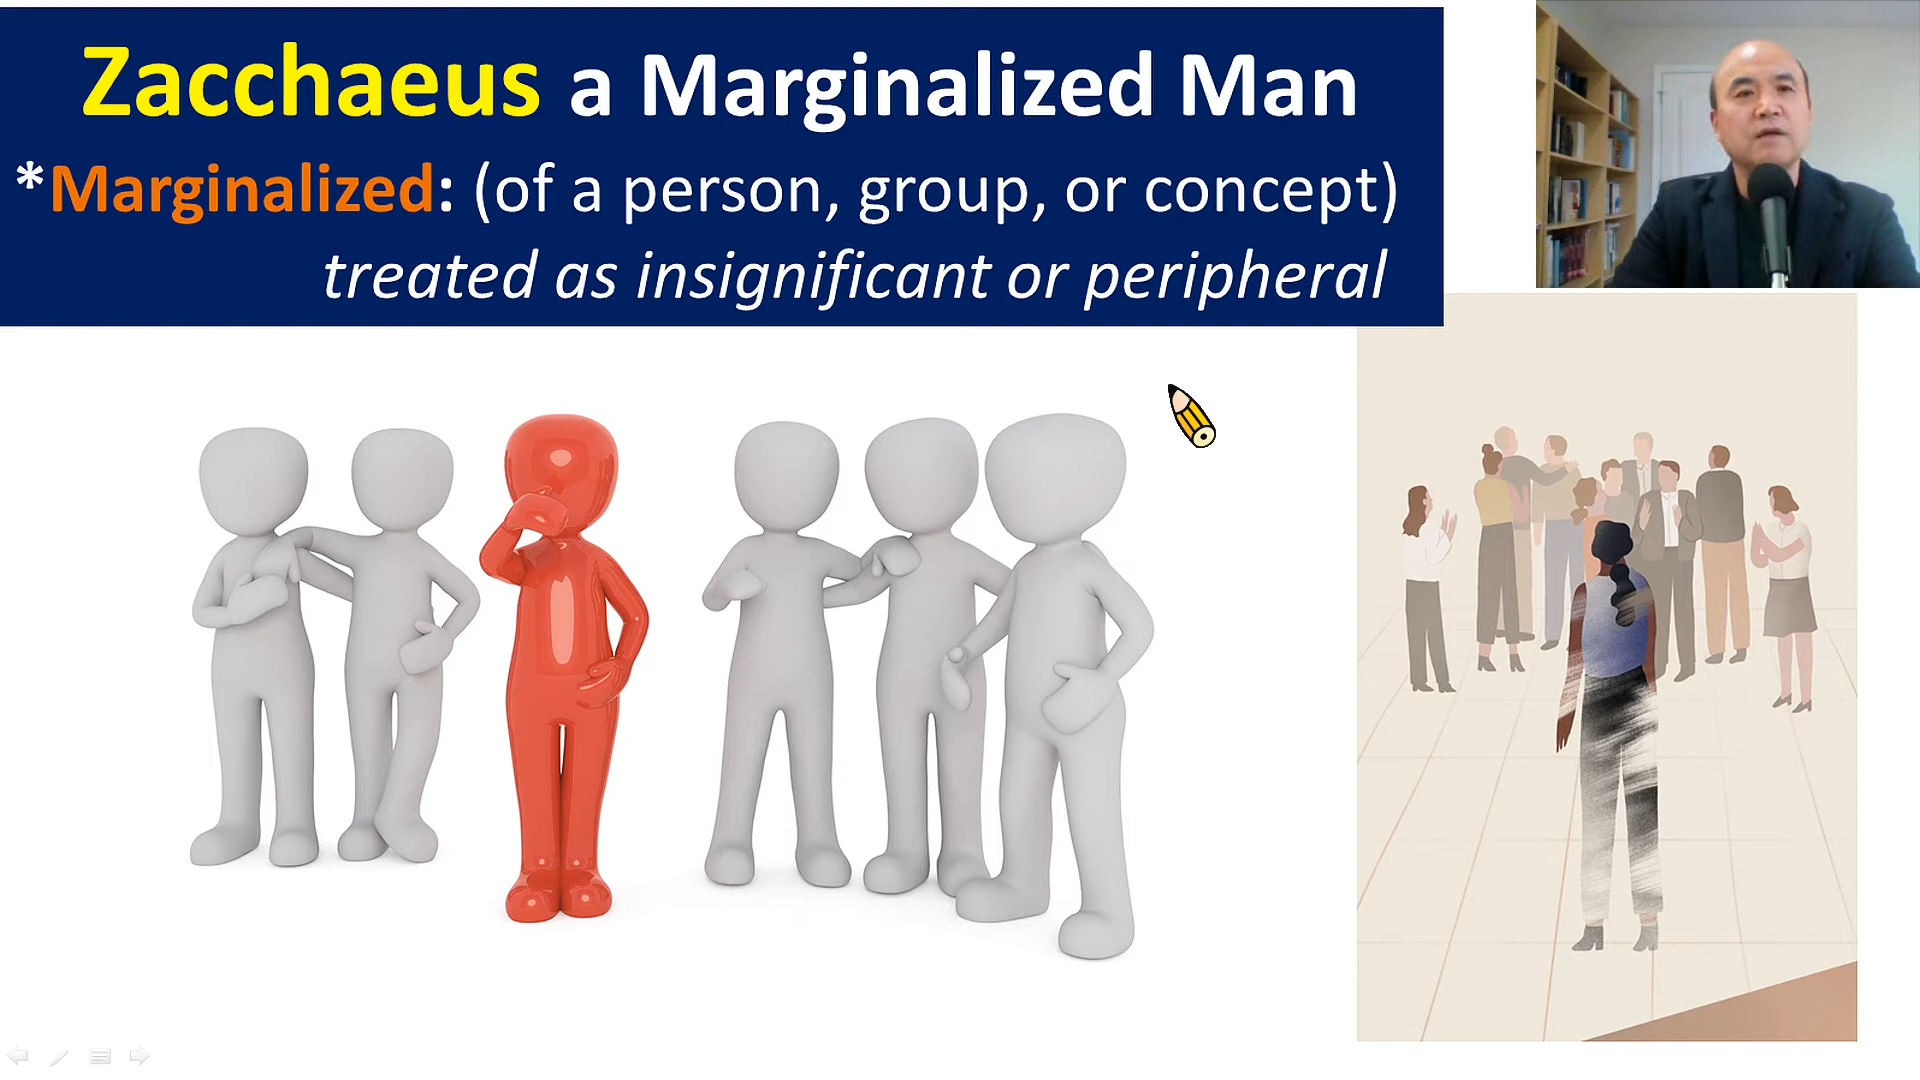 Zacchaeus a Marginalized Man
*Marginalized: (of a person, group, or concept)
treated as insignificant or peripheral